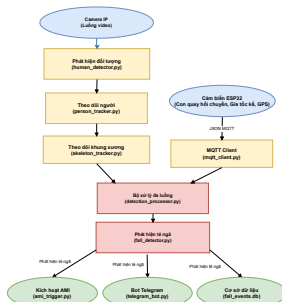 Camera IP
(Luồng video)
Phát hiện đối tượng
(human_detector.py)
Theo dõi người
(person_tracker.py)
Cảm biến ESP32
(Con quay hồi chuyển, Gia tốc kế, GPS)
JSON MQTT
Theo dõi khung xương
(skeleton_tracker.py)
MQTT Client
(mqtt_client.py)
Bộ xử lý đa luồng
(detection_processor.py)
Phát hiện té ngã
(fall_detector.py)
Phát hiện té ngã
Phát hiện té ngã
Phát hiện té ngã
Kích hoạt AMI
(ami_trigger.py)
Bot Telegram
(telegram_bot.py)
Cơ sở dữ liệu
(fall_events.db)